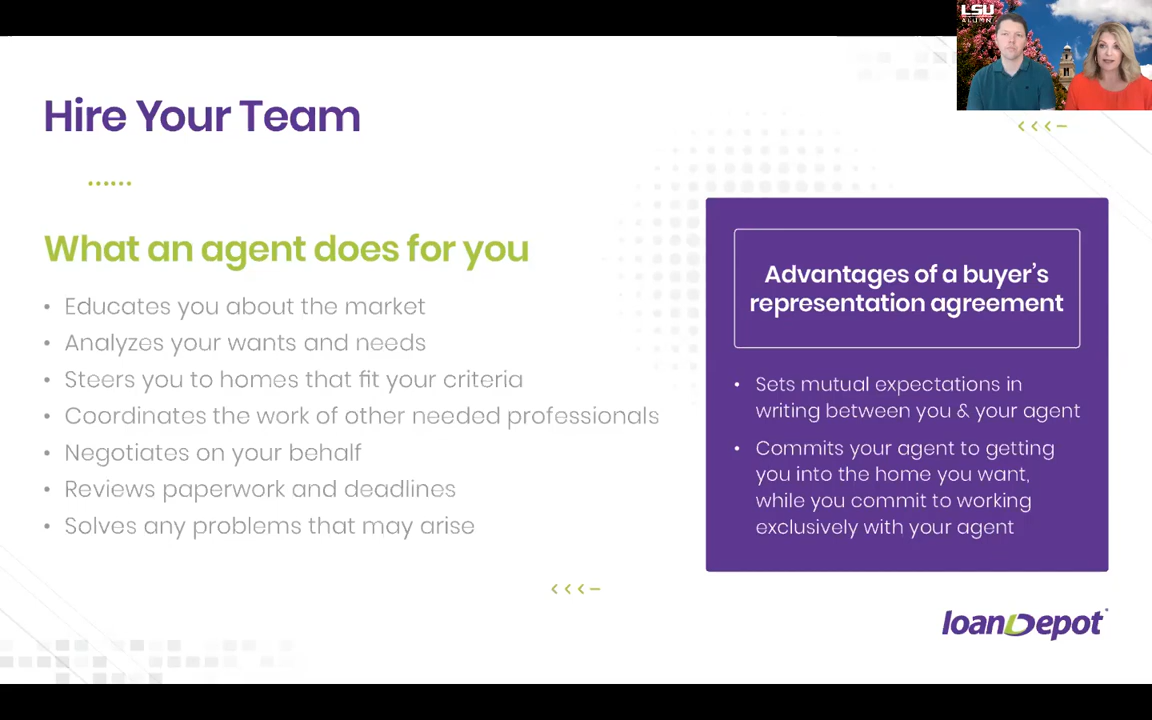 LSU
ALUMNI
Hire Your Team
What an agent does for you
• Educates you about the market
• Analyzes your wants and needs
• Steers you to homes that fit your criteria
• Coordinates the work of other needed professionals
• Negotiates on your behalf
• Reviews paperwork and deadlines
• Solves any problems that may arise
Advantages of a buyer's
representation agreement
• Sets mutual expectations in
writing between you & your agent
• Commits your agent to getting
you into the home you want,
while you commit to working
exclusively with your agent
loanDepot